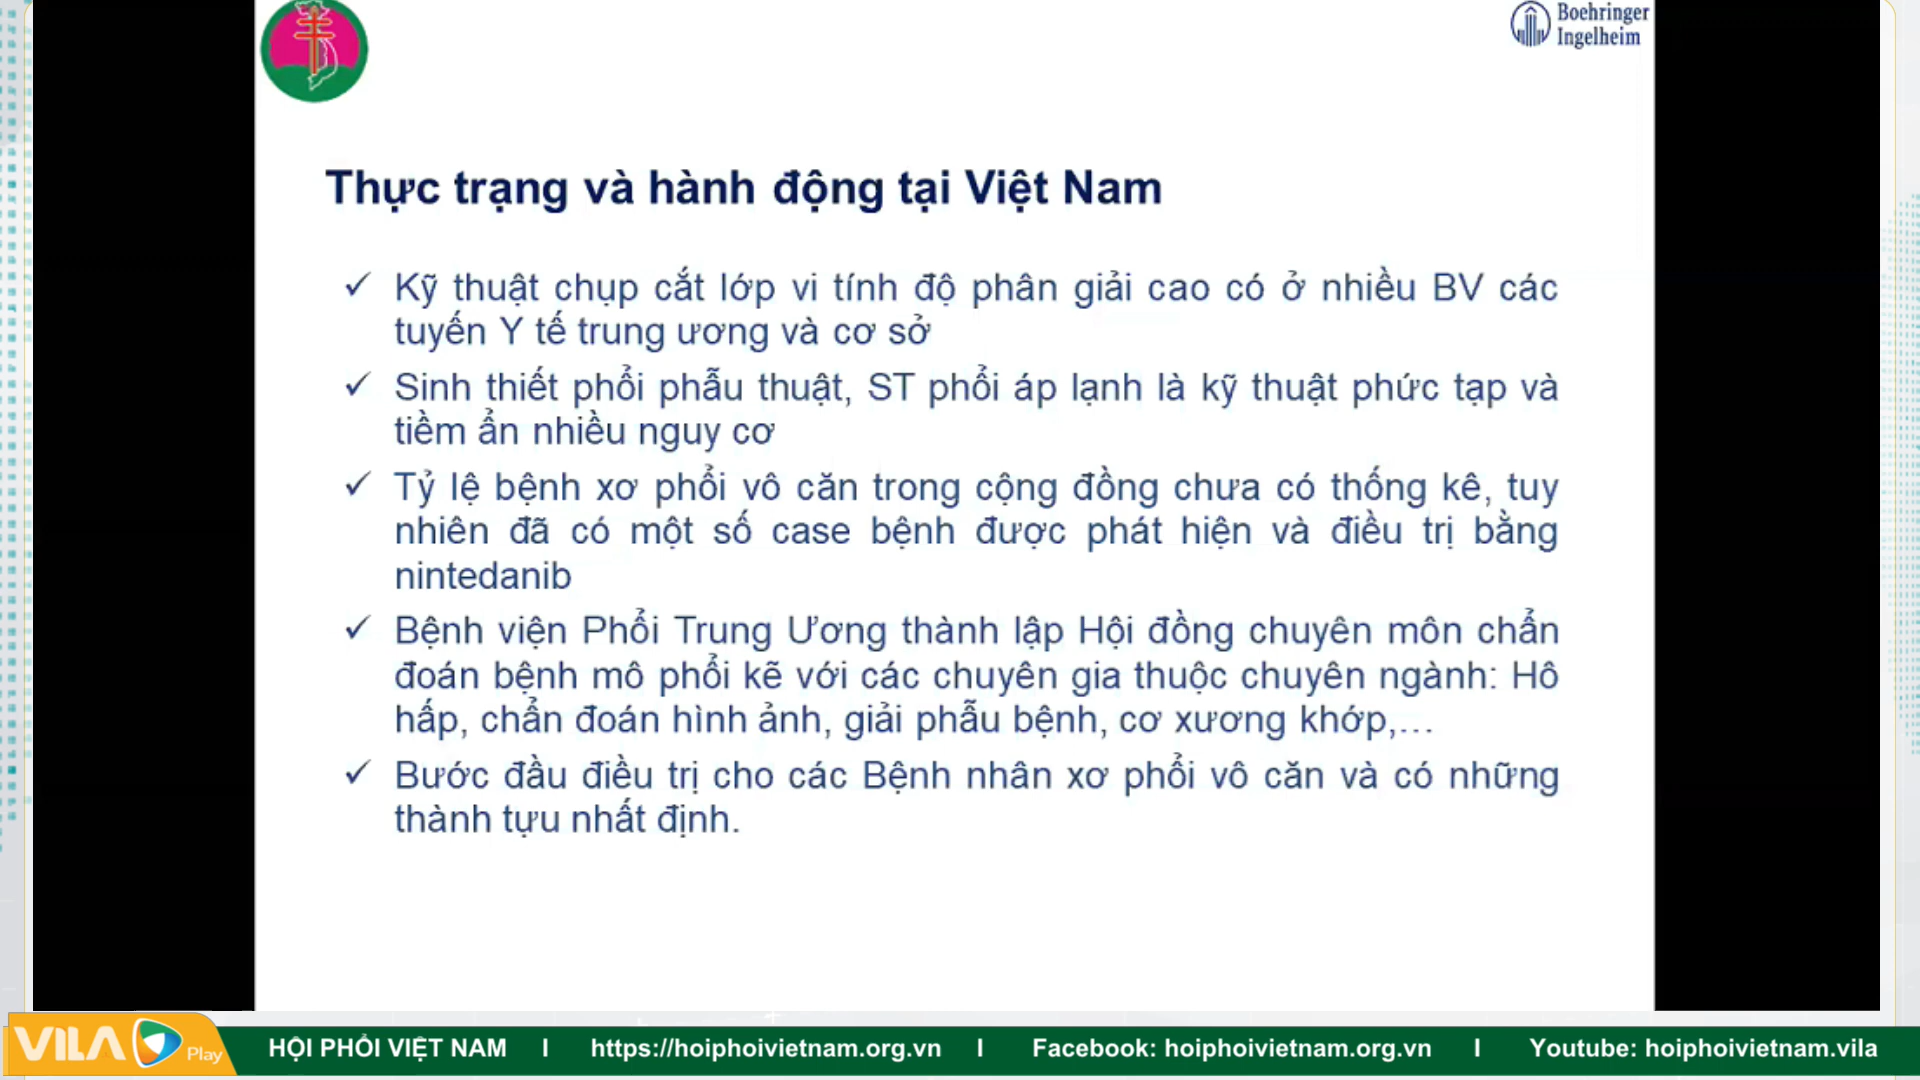 Boehringer
Ingelheim
Thực trạng và hành động tại Việt Nam
✓ Kỹ thuật chụp cắt lớp vi tính độ phân giải cao có ở nhiều BV các
tuyến Y tế trung ương và cơ sở
✓ Sinh thiết phổi phẫu thuật, ST phổi áp lạnh là kỹ thuật phức tạp và
tiềm ẩn nhiều nguy cơ
✓ Tỷ lệ bệnh xơ phổi vô căn trong cộng đồng chưa có thống kê, tuy
nhiên đã có một số case bệnh được phát hiện và điều trị bằng
nintedanib
✓ Bệnh viện Phổi Trung Ương thành lập Hội đồng chuyên môn chẩn
đoán bệnh mô phổi kẽ với các chuyên gia thuộc chuyên ngành: Hô
hấp, chẩn đoán hình ảnh, giải phẫu bệnh, cơ xương khớp,...
✓ Bước đầu điều trị cho các Bệnh nhân xơ phổi vô căn và có những
thành tựu nhất định.
VILA Play HỘI PHỔI VIỆT NAM I https://hoiphoivietnam.org.vn I Facebook: hoiphoivietnam.org.vn I Youtube: hoiphoivietnam.vila